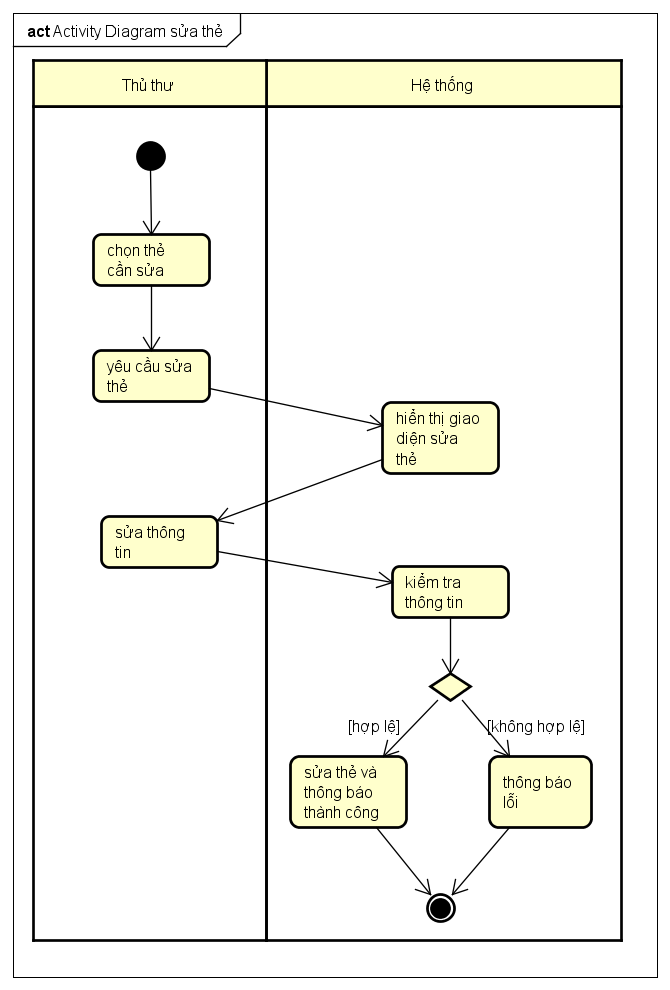 act Activity Diagram sửa thẻ
Thủ thư
Hệ thống
chọn thẻ
cần sửa
yêu cầu sửa
thẻ
hiển thị giao
diện sửa
thẻ
sửa thông
tin
kiểm tra
thông tin
[hợp lệ]
[không hợp lệ]
sửa thẻ và
thông báo
thành công
thông báo
lỗi